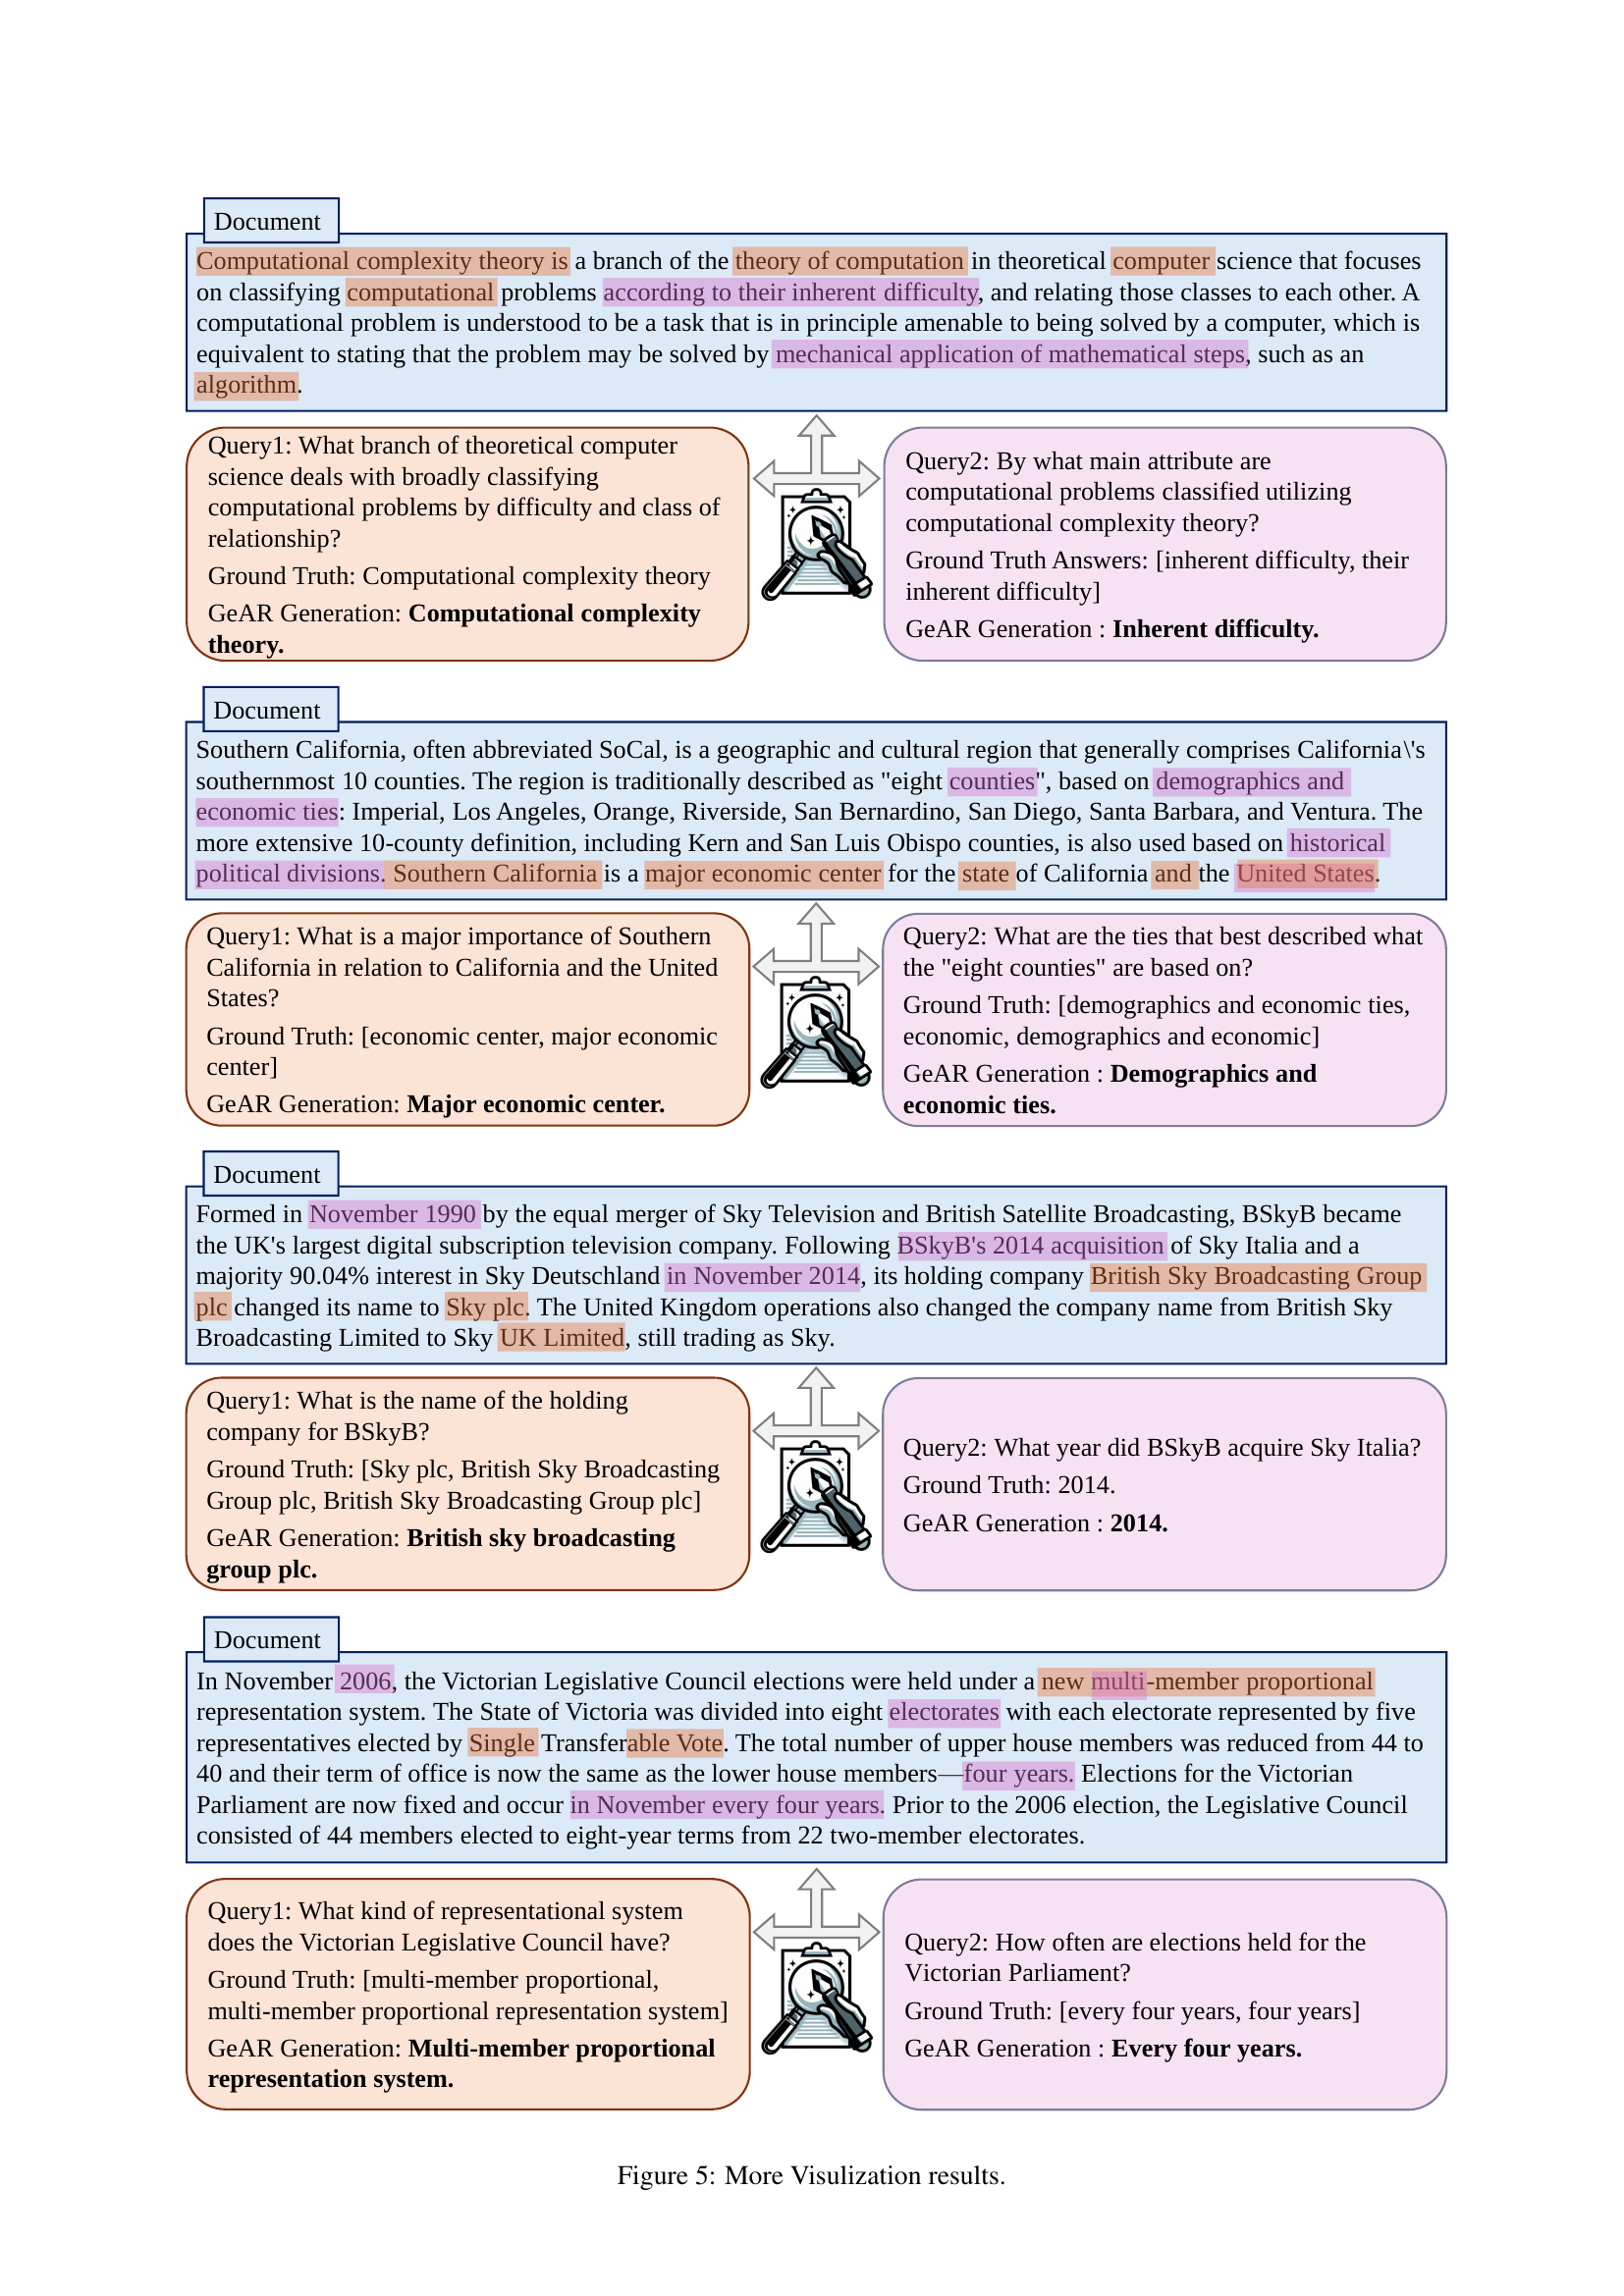 Document
Computational complexity theory is a branch of the theory of computation in theoretical computer science that focuses
on classifying computational problems according to their inherent difficulty, and relating those classes to each other. A
computational problem is understood to be a task that is in principle amenable to being solved by a computer, which is
equivalent to stating that the problem may be solved by mechanical application of mathematical steps, such as an
algorithm.
Query1: What branch of theoretical computer
science deals with broadly classifying
computational problems by difficulty and class of
relationship?
Ground Truth: Computational complexity theory
GeAR Generation: Computational complexity
theory.
Query2: By what main attribute are
computational problems classified utilizing
computational complexity theory?
Ground Truth Answers: [inherent difficulty, their
inherent difficulty]
GeAR Generation : Inherent difficulty.
Document
Southern California, often abbreviated SoCal, is a geographic and cultural region that generally comprises California\'s
southernmost 10 counties. The region is traditionally described as "eight counties", based on demographics and
economic ties: Imperial, Los Angeles, Orange, Riverside, San Bernardino, San Diego, Santa Barbara, and Ventura. The
more extensive 10-county definition, including Kern and San Luis Obispo counties, is also used based on historical
political divisions. Southern California is a major economic center for the state of California and the United States.
Query1: What is a major importance of Southern
California in relation to California and the United
States?
Ground Truth: [economic center, major economic
center]
GeAR Generation: Major economic center.
Query2: What are the ties that best described what
the "eight counties" are based on?
Ground Truth: [demographics and economic ties,
economic, demographics and economic]
GeAR Generation : Demographics and
economic ties.
Document
Formed in November 1990 by the equal merger of Sky Television and British Satellite Broadcasting, BSkyB became
the UK's largest digital subscription television company. Following BSkyB's 2014 acquisition of Sky Italia and a
majority 90.04% interest in Sky Deutschland in November 2014, its holding company British Sky Broadcasting Group
plc changed its name to Sky plc. The United Kingdom operations also changed the company name from British Sky
Broadcasting Limited to Sky UK Limited, still trading as Sky.
Query1: What is the name of the holding
company for BSkyB?
Ground Truth: [Sky plc, British Sky Broadcasting
Group plc, British Sky Broadcasting Group plc]
GeAR Generation: British sky broadcasting
group plc.
Query2: What year did BSkyB acquire Sky Italia?
Ground Truth: 2014.
GeAR Generation : 2014.
Document
In November 2006, the Victorian Legislative Council elections were held under a new multi-member proportional
representation system. The State of Victoria was divided into eight electorates with each electorate represented by five
representatives elected by Single Transferable Vote. The total number of upper house members was reduced from 44 to
40 and their term of office is now the same as the lower house members—four years. Elections for the Victorian
Parliament are now fixed and occur in November every four years. Prior to the 2006 election, the Legislative Council
consisted of 44 members elected to eight-year terms from 22 two-member electorates.
Query1: What kind of representational system
does the Victorian Legislative Council have?
Ground Truth: [multi-member proportional,
multi-member proportional representation system]
GeAR Generation: Multi-member proportional
representation system.
Query2: How often are elections held for the
Victorian Parliament?
Ground Truth: [every four years, four years]
GeAR Generation : Every four years.
Figure 5: More Visulization results.